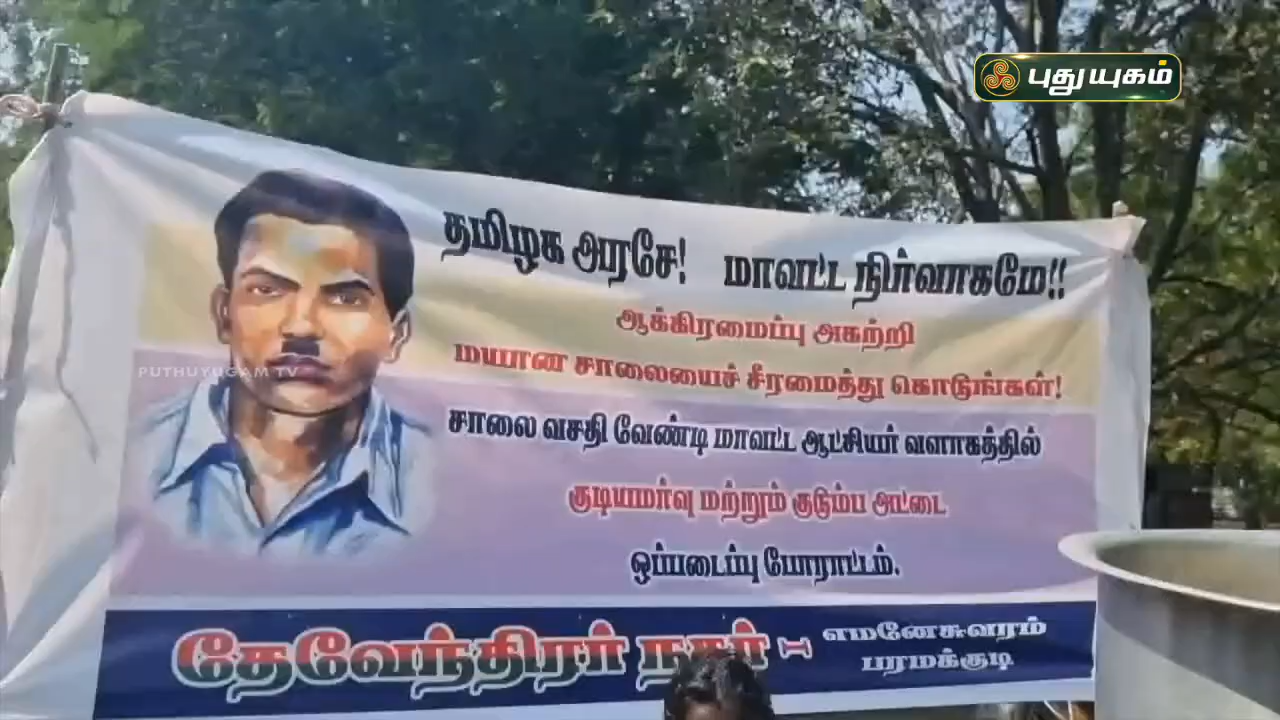 புதுயுகம்
தமிழக அரசே! மாவட்ட நிர்வாகமே!!
ஆக்கிரமைப்பு அகற்றி
மயான சாலையைச் சீரமைத்து கொடுங்கள்!
PUTHUYUGAM TV
சாலை வசதி வேண்டி மாவட்ட ஆட்சியர் வளாகத்தில்
குடியமர்வு மற்றும் குடும்ப அட்டை
ஒப்படைப்பு போராட்டம்.
தேவேந்திரர் நகர் - எமனேசுவரம்
பரமக்குடி